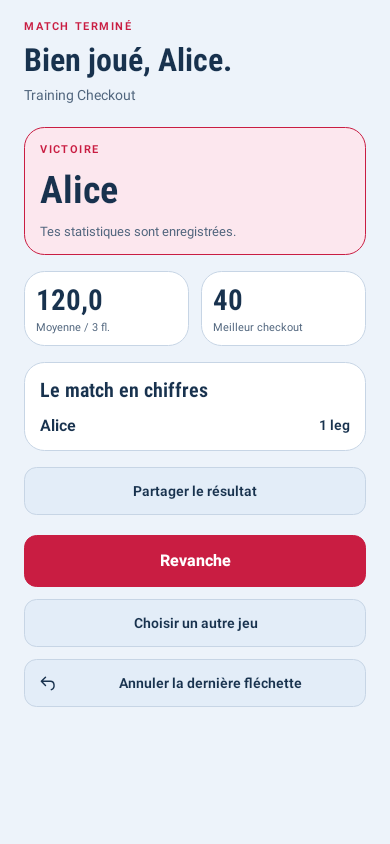 MATCH TERMINÉ
Bien joué, Alice.
Training Checkout
VICTOIRE
Alice
Tes statistiques sont enregistrées.
120,0
Moyenne / 3 fl.
40
Meilleur checkout
Le match en chiffres
Alice
1 leg
Partager le résultat
Revanche
Choisir un autre jeu
Annuler la dernière fléchette